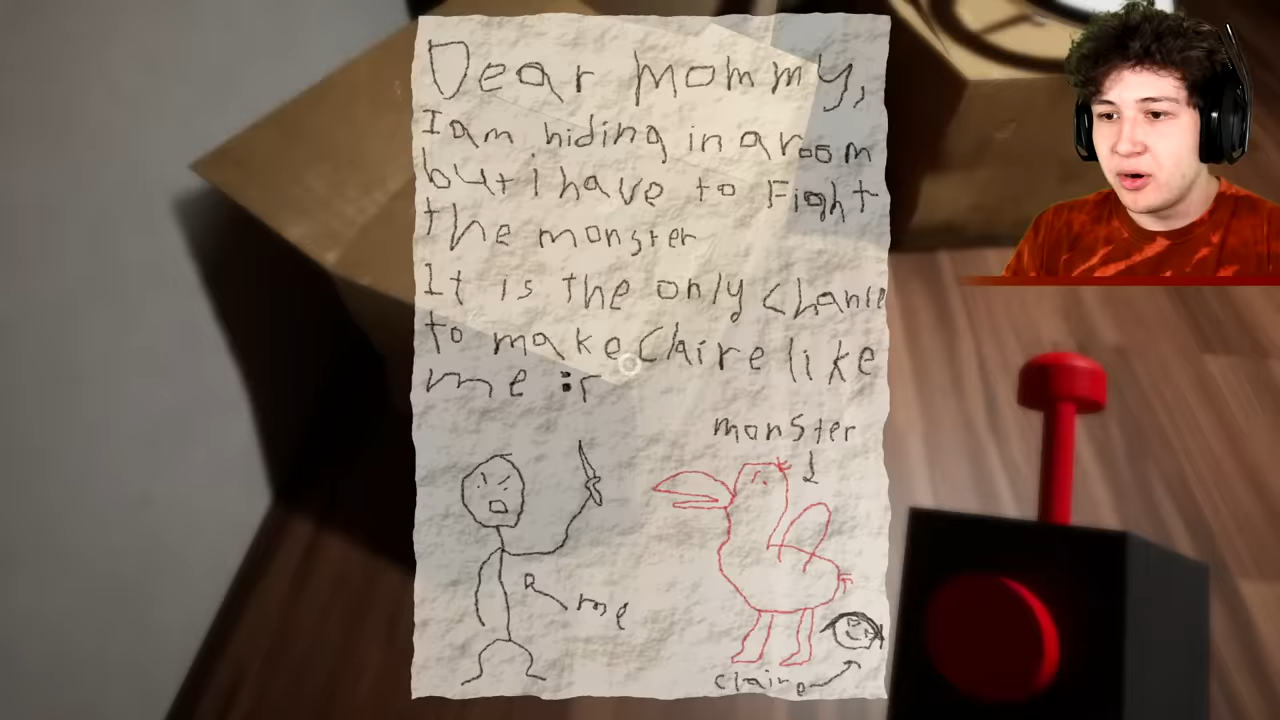 Dear mommy,
I am hiding in a room
but i have to Fight
the monster
It is the only chance
to make Claire like
me :r
monster
me
claire